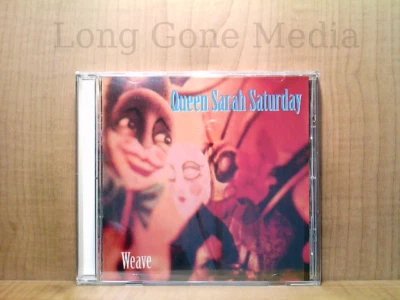 Long Gone Media
Queen Sarah Saturday
Weave